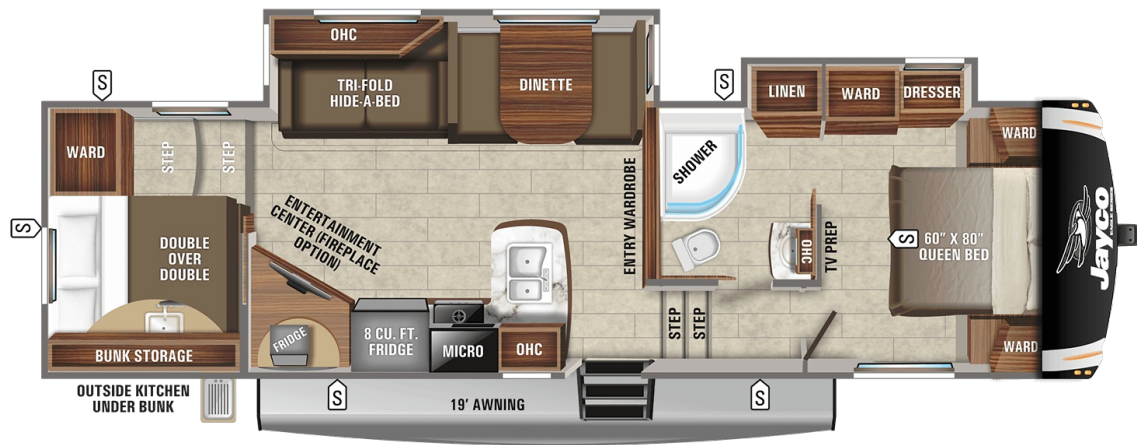 OHC
TRI-FOLD
HIDE-A-BED
DINETTE
S
S
LINEN
WARD
DRESSER
WARD
WARD
STEP
STEP
SHOWER
ENTRY WARDROBE
S
DOUBLE
OVER
DOUBLE
ENTERTAINMENT
CENTER (FIREPLACE
OPTION)
OHC
TV PREP
S
60" X 80"
QUEEN BED
Jayco
FRIDGE
8 CU. FT.
FRIDGE
MICRO
OHC
STEP
STEP
WARD
BUNK STORAGE
OUTSIDE KITCHEN
UNDER BUNK
S
19' AWNING
S